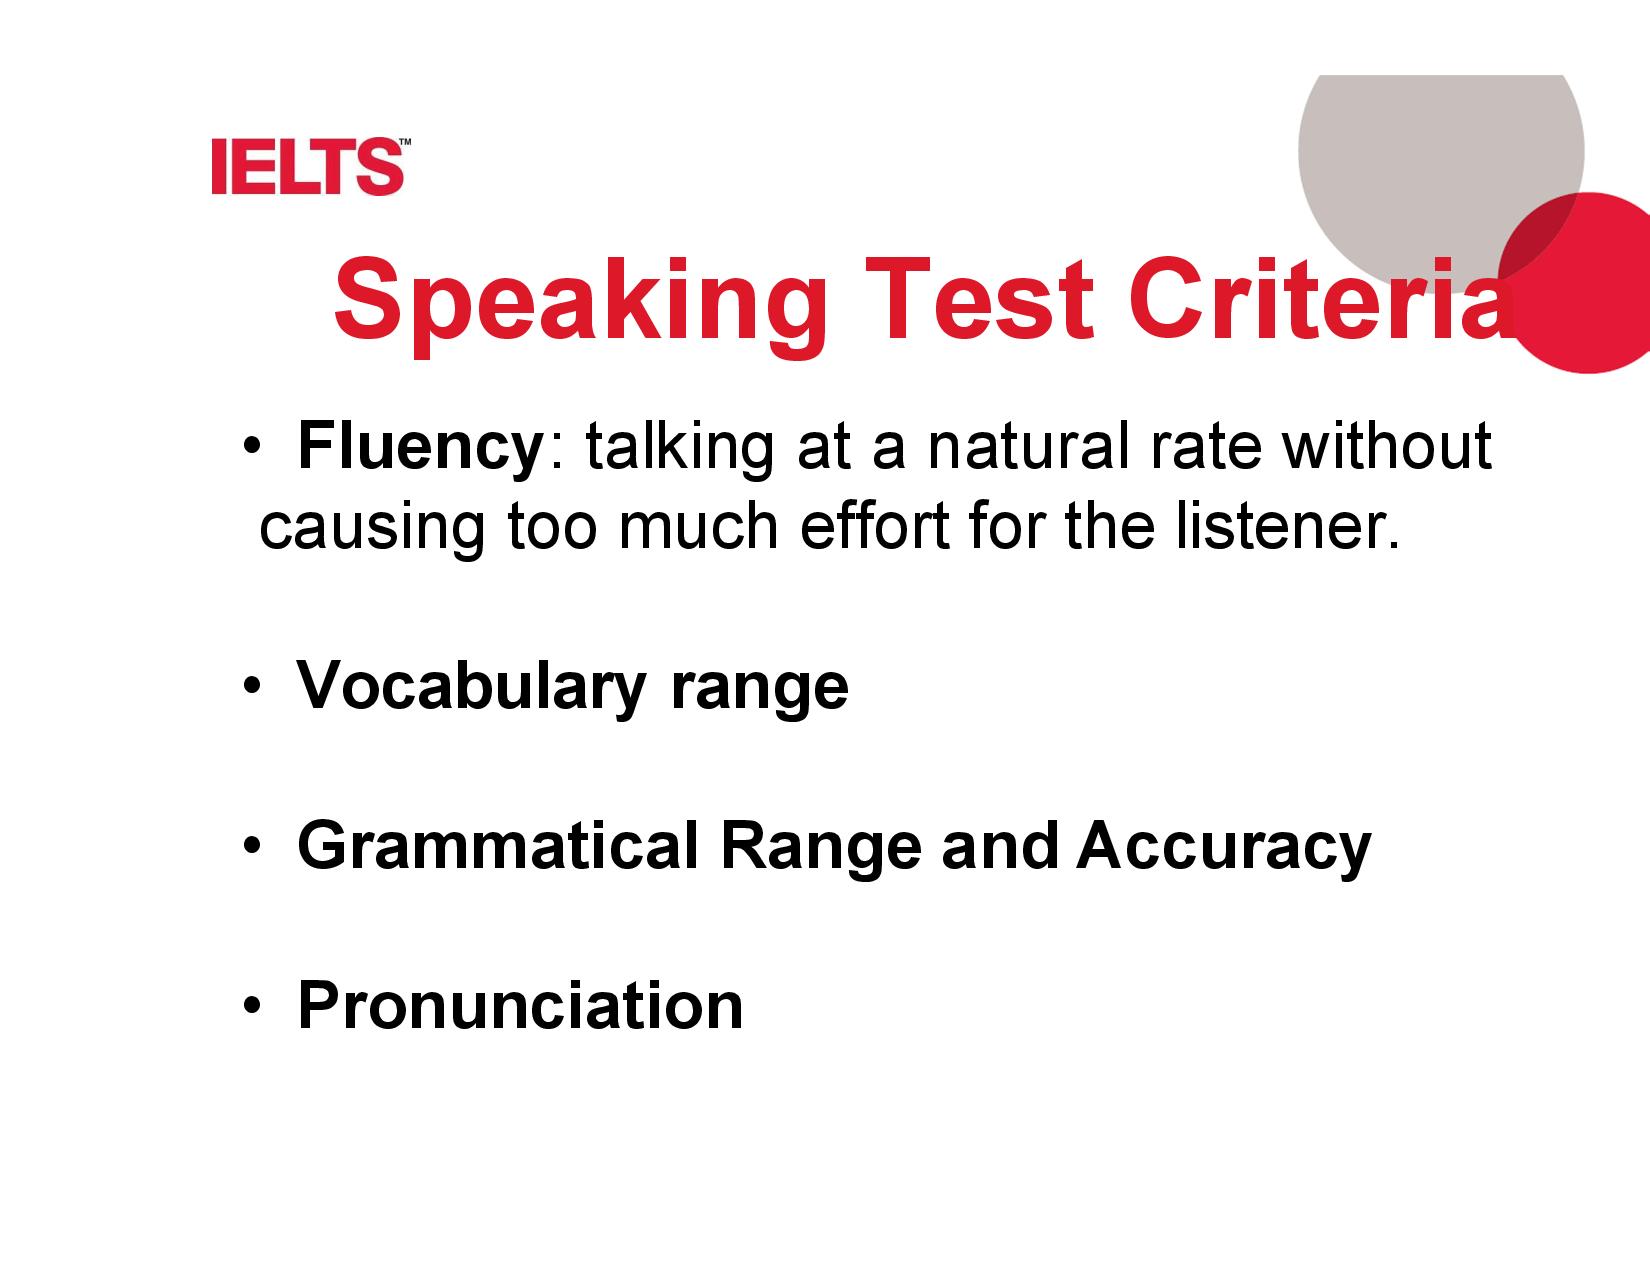 IELTS™
Speaking Test Criteria
• Fluency: talking at a natural rate without
causing too much effort for the listener.
• Vocabulary range
• Grammatical Range and Accuracy
• Pronunciation